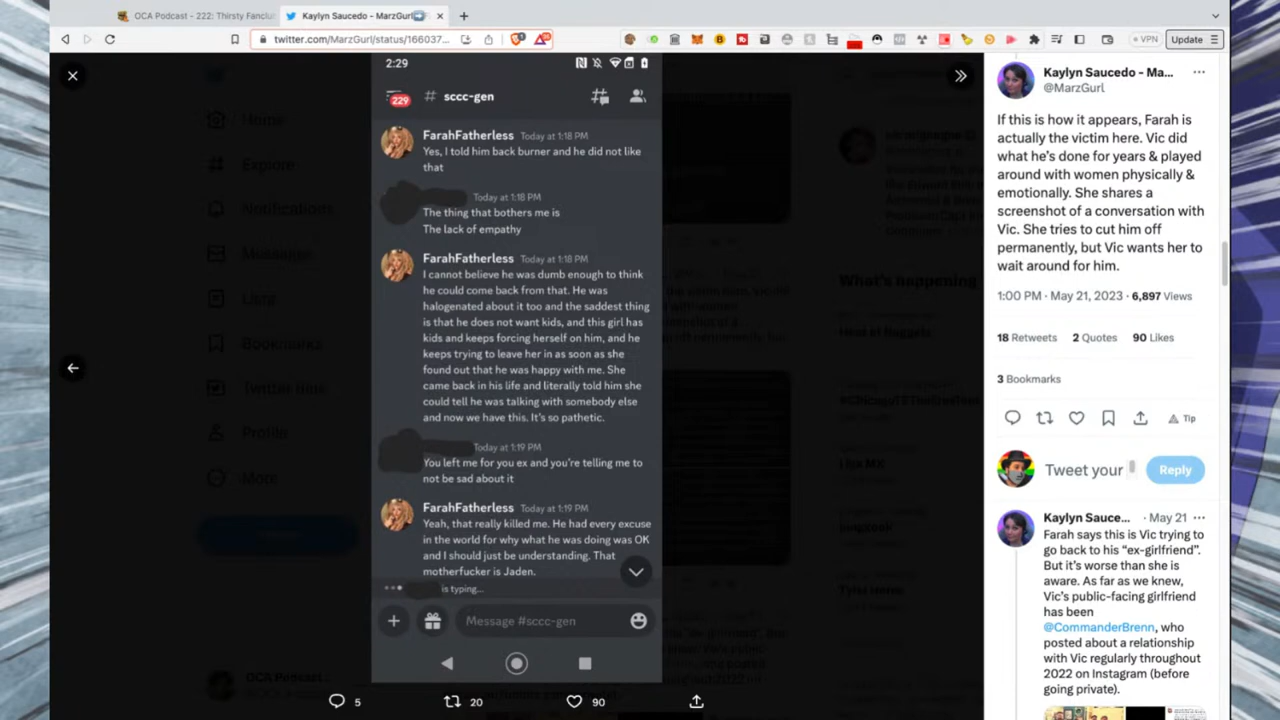 OCA Podcast - 222: Thirsty Fanclu
Kaylyn Saucedo - MarzGurl
twitter.com/MarzGurl/status/166037...
VPN
Update
Home
Explore
Notifications
Messages
Lists
Bookmarks
Twitter Blue
Profile
More
OCA Podcast
What's happening
2:29
229
# sccc-gen
FarahFatherless Today at 1:18 PM
Yes, I told him back burner and he did not like
that
Today at 1:18 PM
The thing that bothers me is
The lack of empathy
FarahFatherless Today at 1:18 PM
I cannot believe he was dumb enough to think
he could come back from that. He was
halogenated about it too and the saddest thing
is that he does not want kids, and this girl has
kids and keeps forcing herself on him, and he
keeps trying to leave her in as soon as she
found out that he was happy with me. She
came back in his life and literally told him she
could tell he was talking with somebody else
and now we have this. It's so pathetic.
Today at 1:19 PM
You left me for you ex and you're telling me to
not be sad about it
FarahFatherless Today at 1:19 PM
Yeah, that really killed me. He had every excuse
in the world for why what he was doing was OK
and I should just be understanding. That
motherfucker is Jaden.
is typing...
Message #sccc-gen
5
20
90
Kaylyn Saucedo - Ma...
@MarzGurl
If this is how it appears, Farah is
actually the victim here. Vic did
what he's done for years & played
around with women physically &
emotionally. She shares a
screenshot of a conversation with
Vic. She tries to cut him off
permanently, but Vic wants her to
wait around for him.
1:00 PM · May 21, 2023 · 6,897 Views
18 Retweets 2 Quotes 90 Likes
3 Bookmarks
Tip
Tweet your
Reply
Kaylyn Sauce... · May 21
Farah says this is Vic trying to
go back to his “ex-girlfriend”.
But it's worse than she is
aware. As far as we knew,
Vic's public-facing girlfriend
has been
@CommanderBrenn, who
posted about a relationship
with Vic regularly throughout
2022 on Instagram (before
going private).